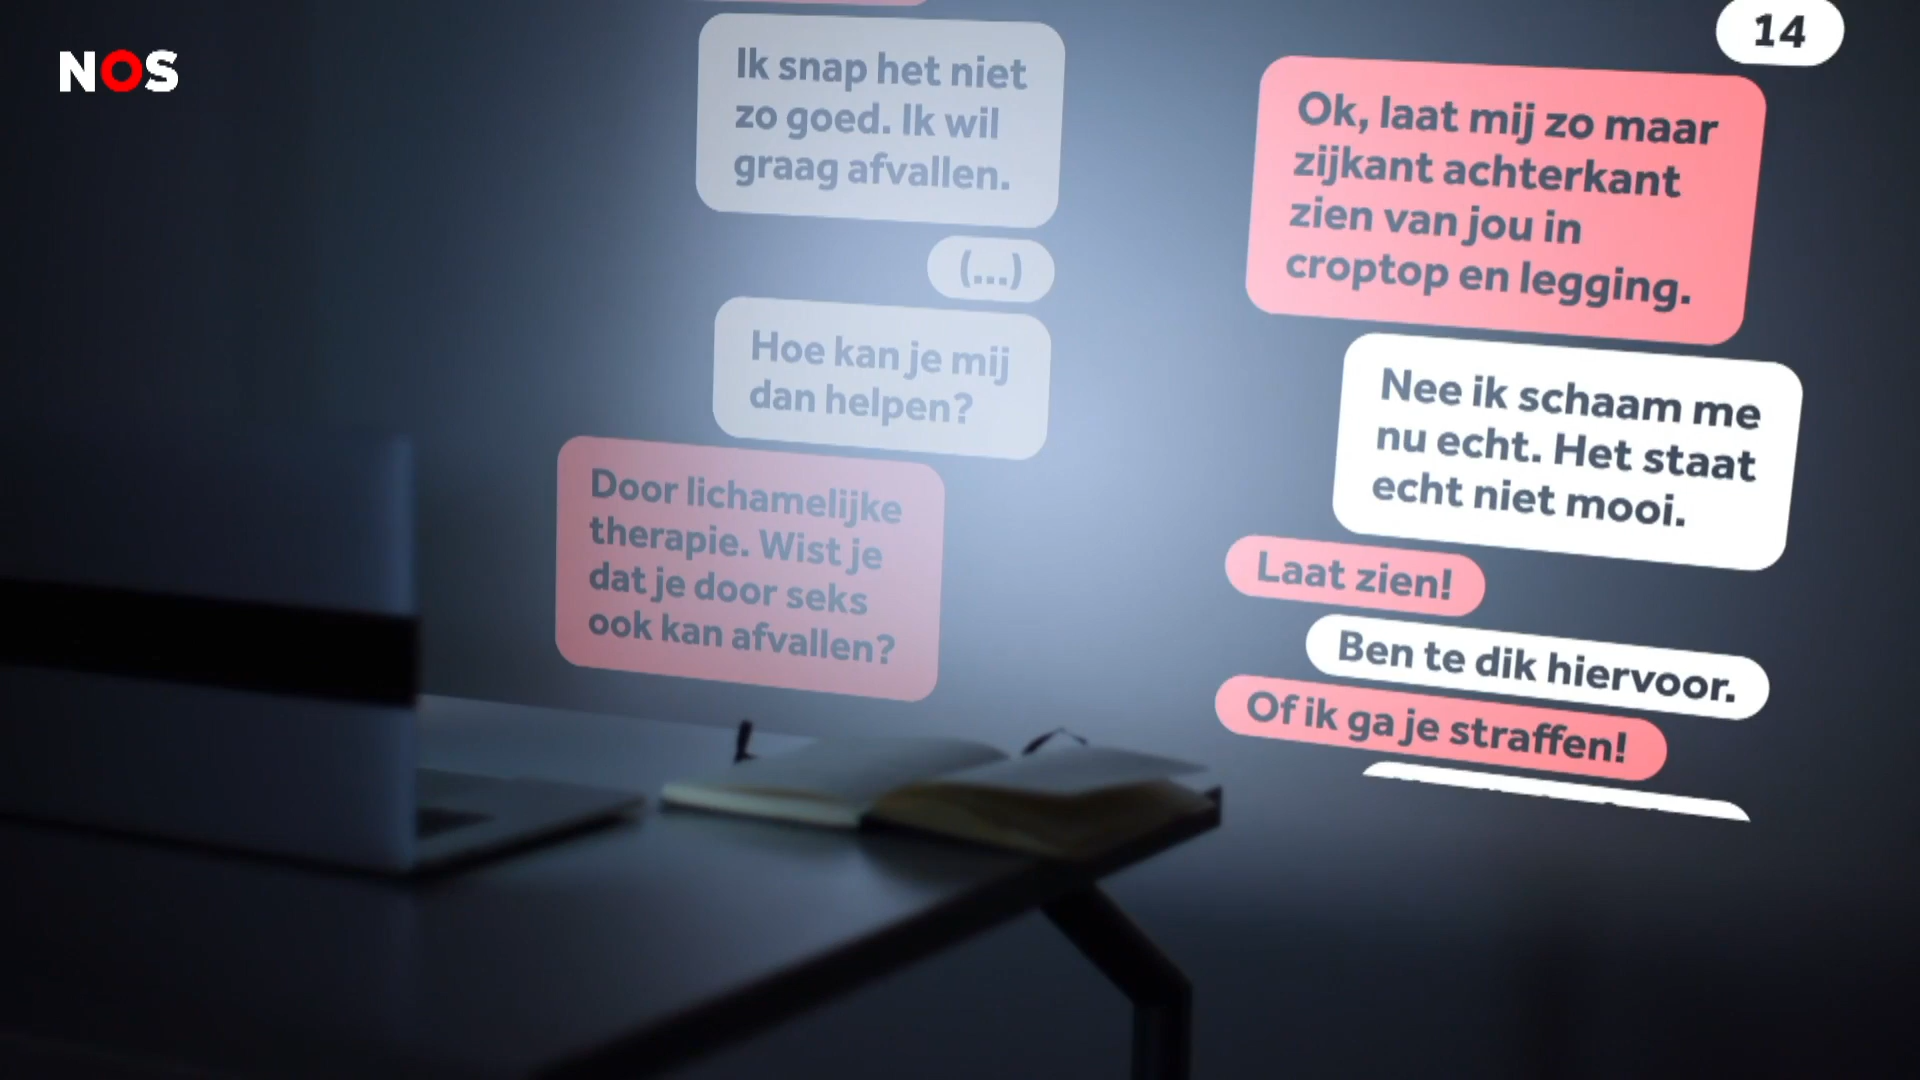 NOS
Ik snap het niet
zo goed. Ik wil
graag afvallen.
(...)
Hoe kan je mij
dan helpen?
Door lichamelijke
therapie. Wist je
dat je door seks
ook kan afvallen?
14
Ok, laat mij zo maar
zijkant achterkant
zien van jou in
croptop en legging.
Nee ik schaam me
nu echt. Het staat
echt niet mooi.
Laat zien!
Ben te dik hiervoor.
Of ik ga je straffen!